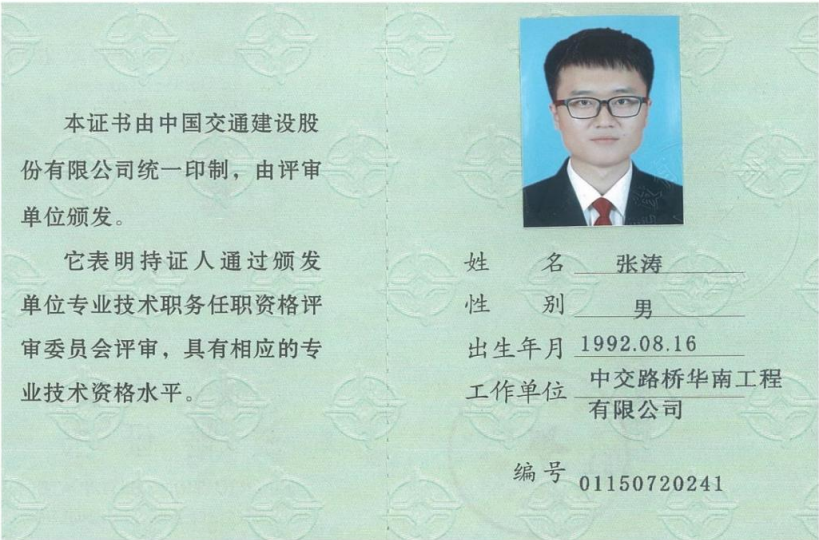 本证书由中国交通建设股
份有限公司统一印制，由评审
单位颁发。
它表明持证人通过颁发
单位专业技术职务任职资格评
审委员会评审，具有相应的专
业技术资格水平。
姓 名 张涛
性 别 男
出生年月 1992.08.16
工作单位 中交路桥华南工程
有限公司
编号 01150720241